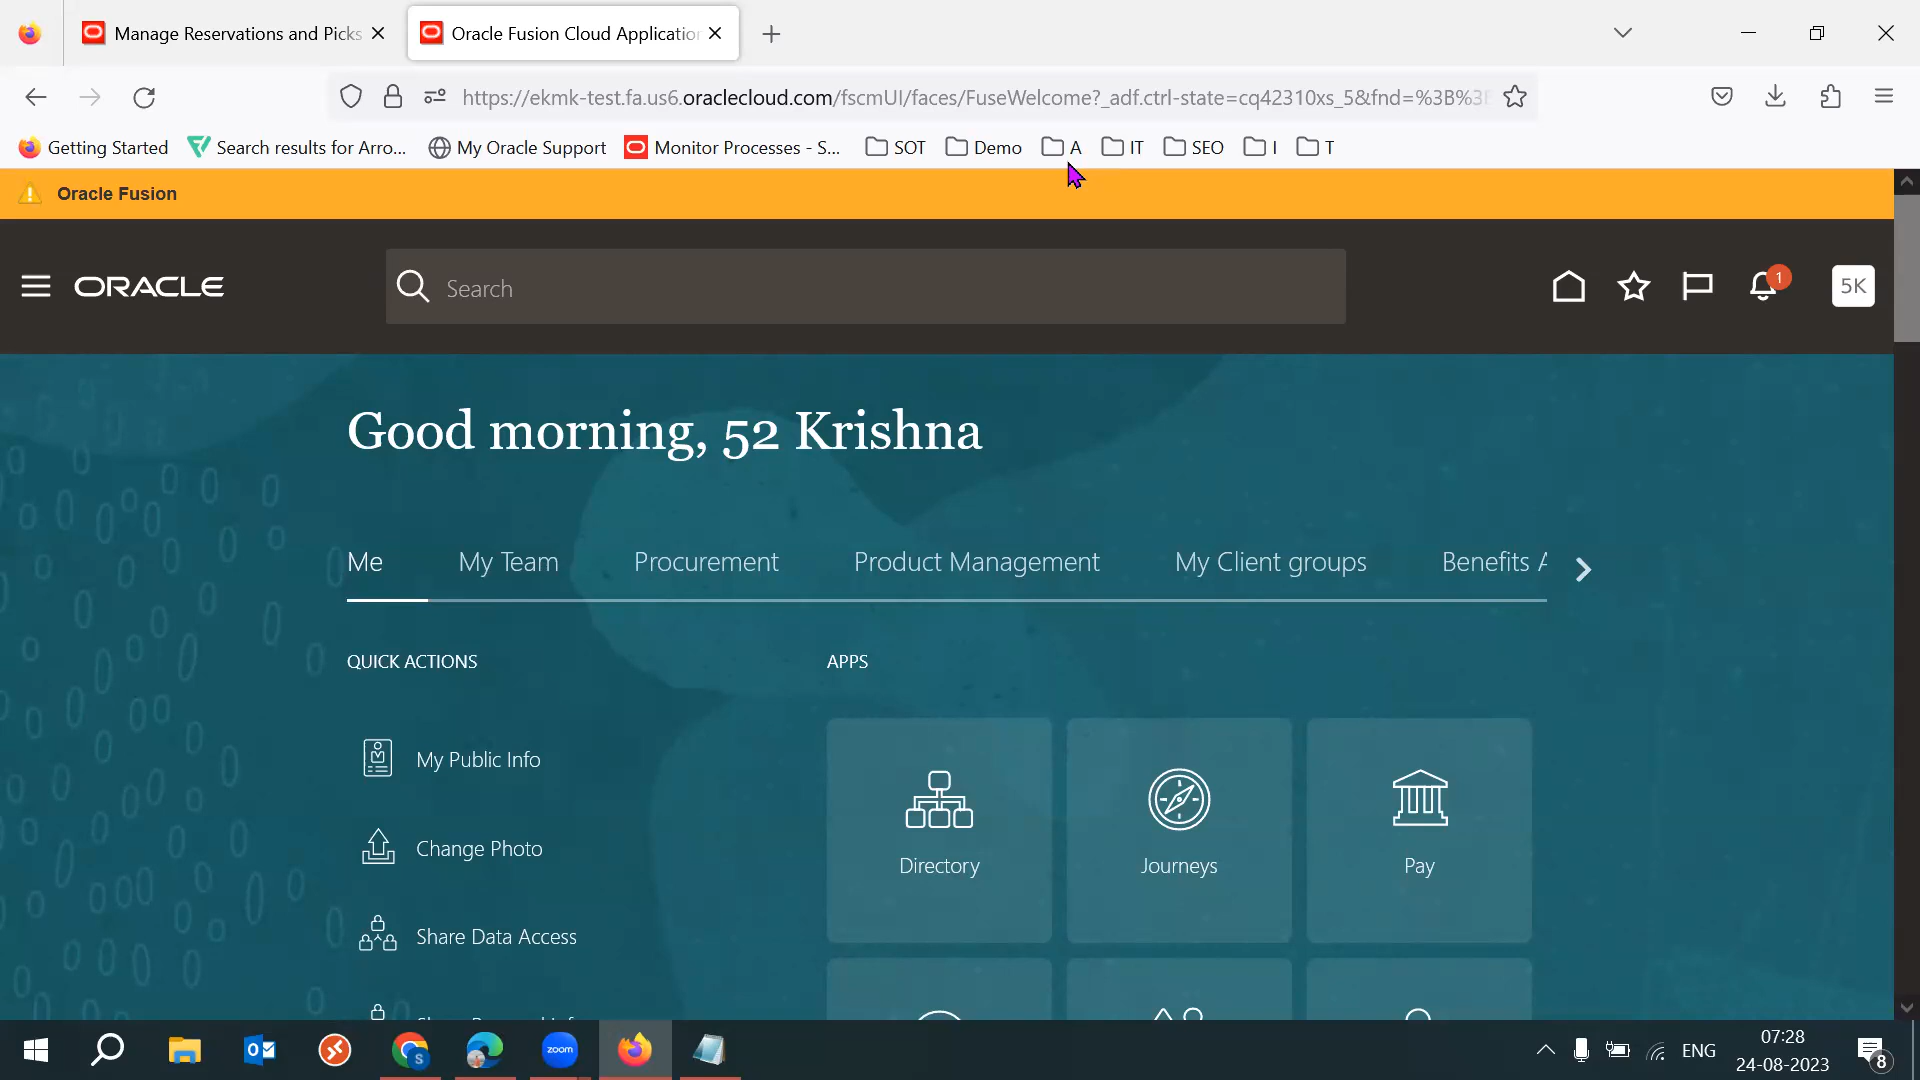 Manage Reservations and Picks
Oracle Fusion Cloud Applicatio
https://ekmk-test.fa.us6.oraclecloud.com/fscmUI/faces/FuseWelcome?_adf.ctrl-state=cq42310xs_5&fnd=%3B%3
Getting Started
Search results for Arro...
My Oracle Support
Monitor Processes - S...
SOT
Demo
A
IT
SEO
I
T
Oracle Fusion
ORACLE
Search
1
5K
Good morning, 52 Krishna
Me
My Team
Procurement
Product Management
My Client groups
Benefits A
QUICK ACTIONS
APPS
My Public Info
Change Photo
Share Data Access
Directory
Journeys
Pay
zoom
ENG
07:28
24-08-2023
8